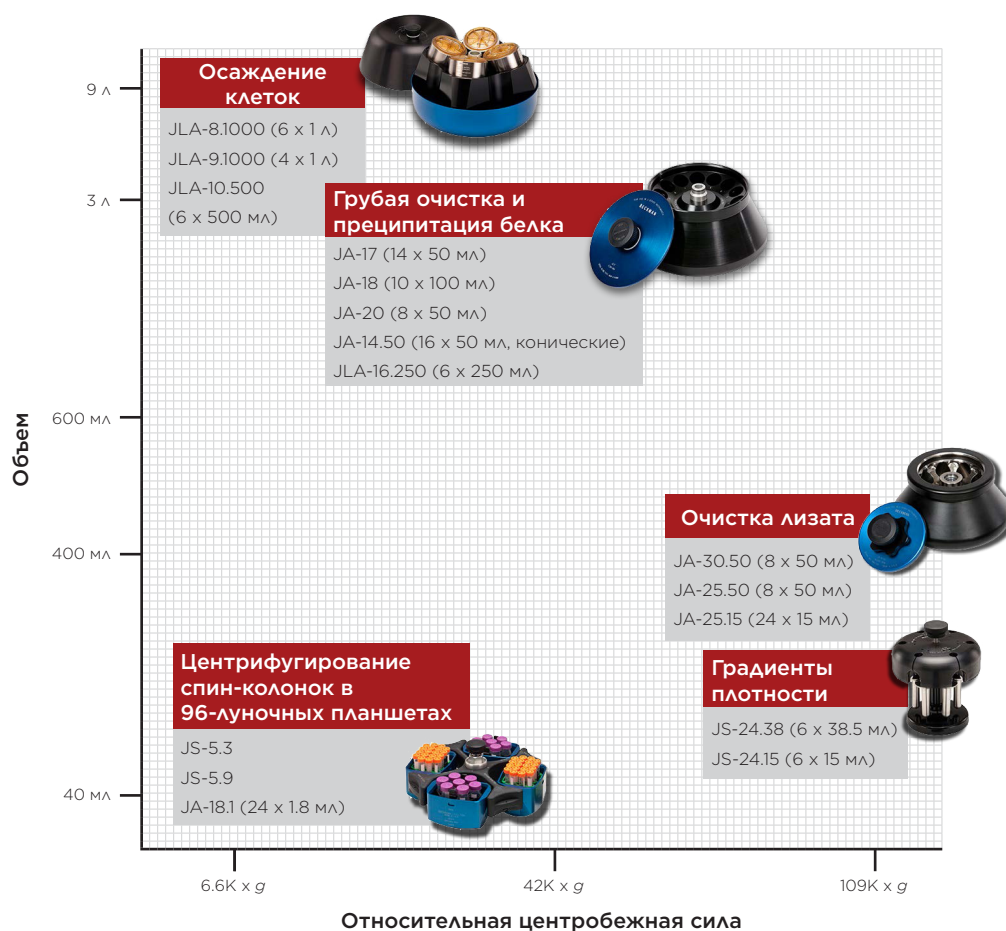 Осаждение
клеток
9 л
JLA-8.1000 (6 x 1 л)
JLA-9.1000 (4 x 1 л)
JLA-10.500
(6 x 500 мл)
3 л
Грубая очистка и
преципитация белка
JA-17 (14 x 50 мл)
JA-18 (10 x 100 мл)
JA-20 (8 x 50 мл)
JA-14.50 (16 x 50 мл, конические)
JLA-16.250 (6 x 250 мл)
BECKMAN
Объем
600 мл
400 мл
Очистка лизата
JA-30.50 (8 x 50 мл)
JA-25.50 (8 x 50 мл)
JA-25.15 (24 x 15 мл)
Градиенты
плотности
JS-24.38 (6 x 38.5 мл)
JS-24.15 (6 x 15 мл)
Центрифугирование
спин-колонок в
96-луночных планшетах
JS-5.3
JS-5.9
JA-18.1 (24 x 1.8 мл)
40 мл
6.6K x g
42K x g
109K x g
Относительная центробежная сила